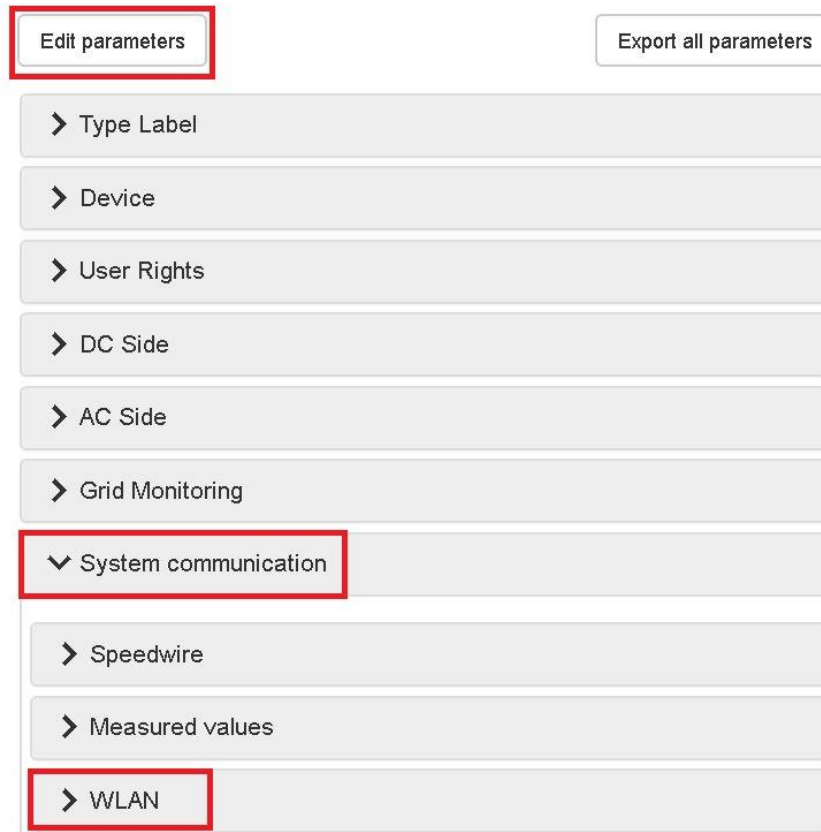 Edit parameters
Export all parameters
Type Label
Device
User Rights
DC Side
AC Side
Grid Monitoring
System communication
Speedwire
Measured values
WLAN